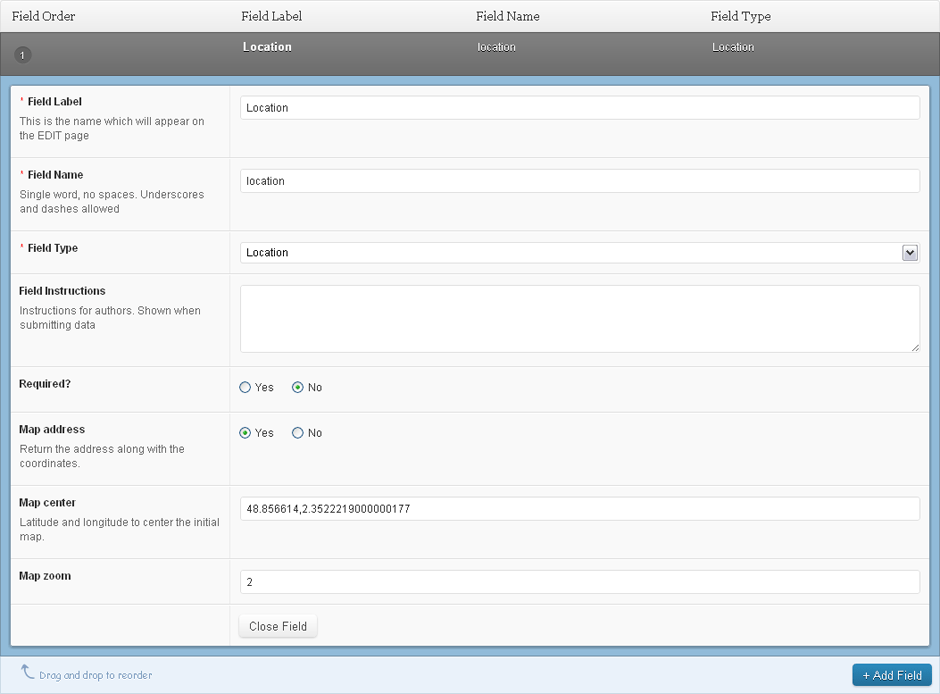 Field Order Field Label Field Name Field Type
1 Location location Location
* Field Label
Location
This is the name which will appear on
the EDIT page
* Field Name
location
Single word, no spaces. Underscores
and dashes allowed
* Field Type
Location
Field Instructions
Instructions for authors. Shown when
submitting data
Required?
Yes No
Map address
Yes No
Return the address along with the
coordinates.
Map center
48.856614,2.3522219000000177
Latitude and longitude to center the initial
map.
Map zoom
2
Close Field
Drag and drop to reorder
+ Add Field